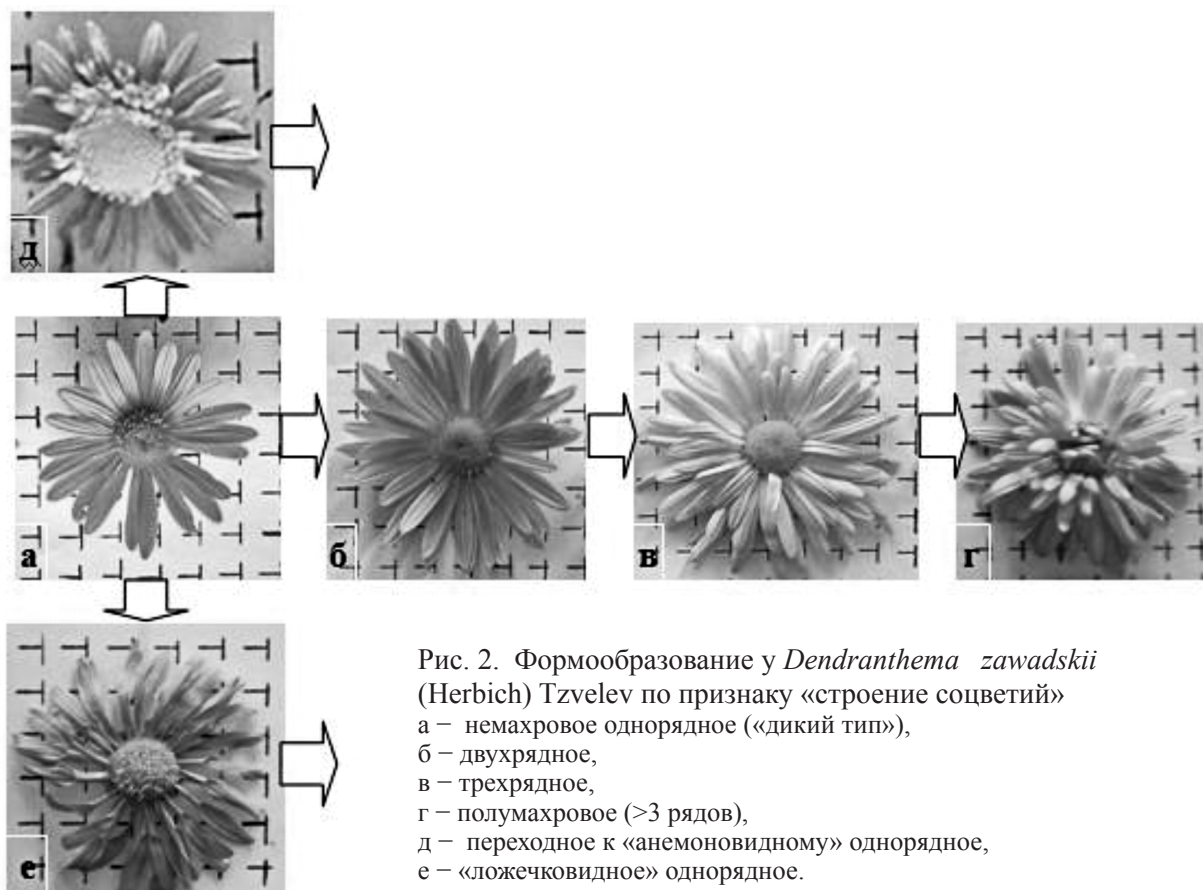 д
а
б
в
г
е
Рис. 2. Формообразование у Dendranthema zawadskii
(Herbich) Tzvelev по признаку «строение соцветий»
а − немахровое однорядное («дикий тип»),
б − двухрядное,
в − трехрядное,
г − полумахровое (>3 рядов),
д − переходное к «анемоновидному» однорядное,
е − «ложечковидное» однорядное.